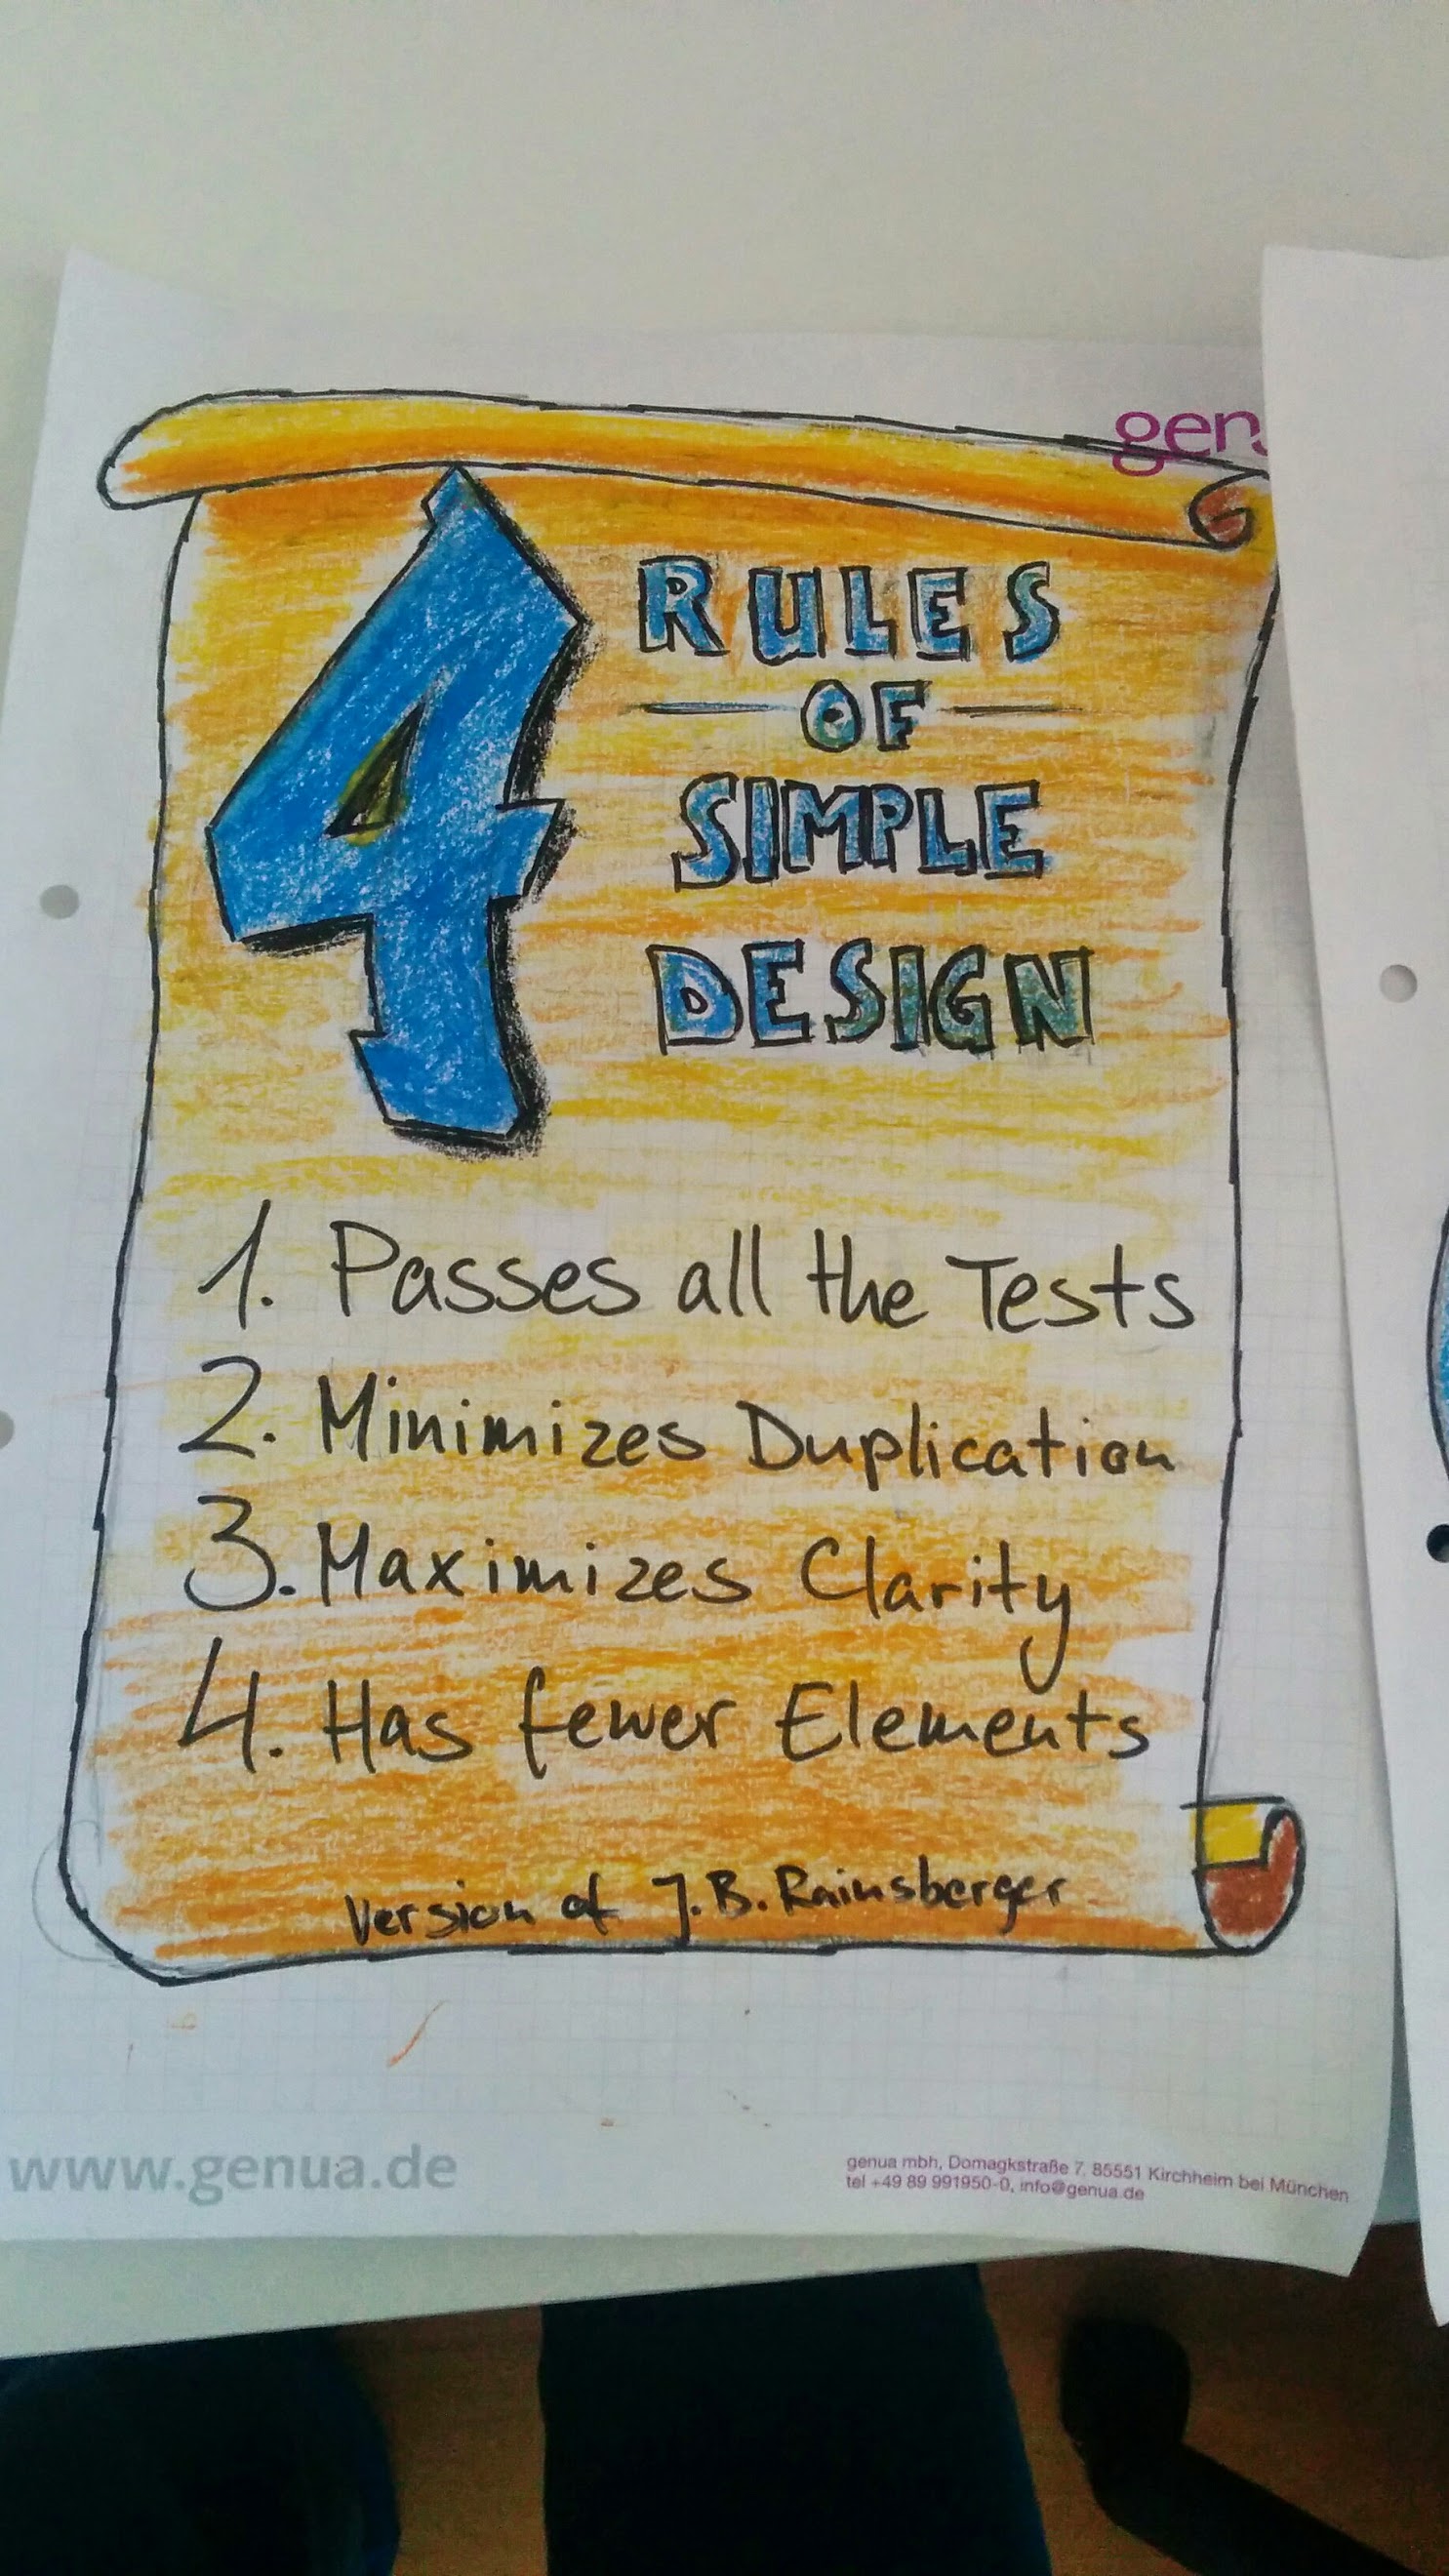 4
RULES
OF
SIMPLE
DESIGN
1. Passes all the Tests
2. Minimizes Duplication
3. Maximizes Clarity
4. Has fewer Elements
Version of J.B. Rainsberger
www.genua.de
genua mbh, Domagkstraße 7, 85551 Kirchheim bei München
tel +49 89 991950-0, info@genua.de